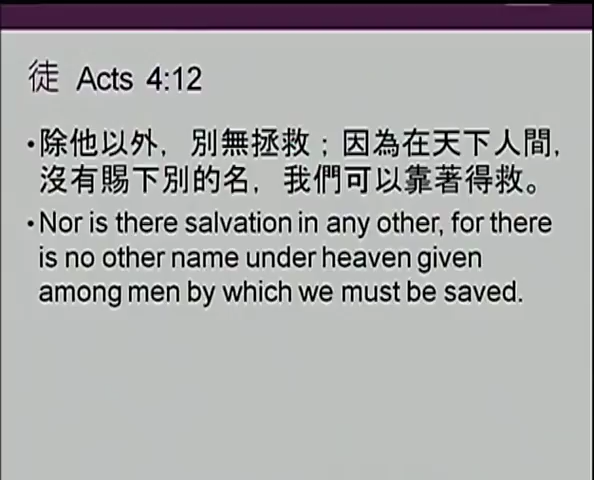 徒 Acts 4:12
•除他以外，別無拯救；因為在天下人間，
沒有賜下別的名，我們可以靠著得救。
•Nor is there salvation in any other, for there
is no other name under heaven given
among men by which we must be saved.